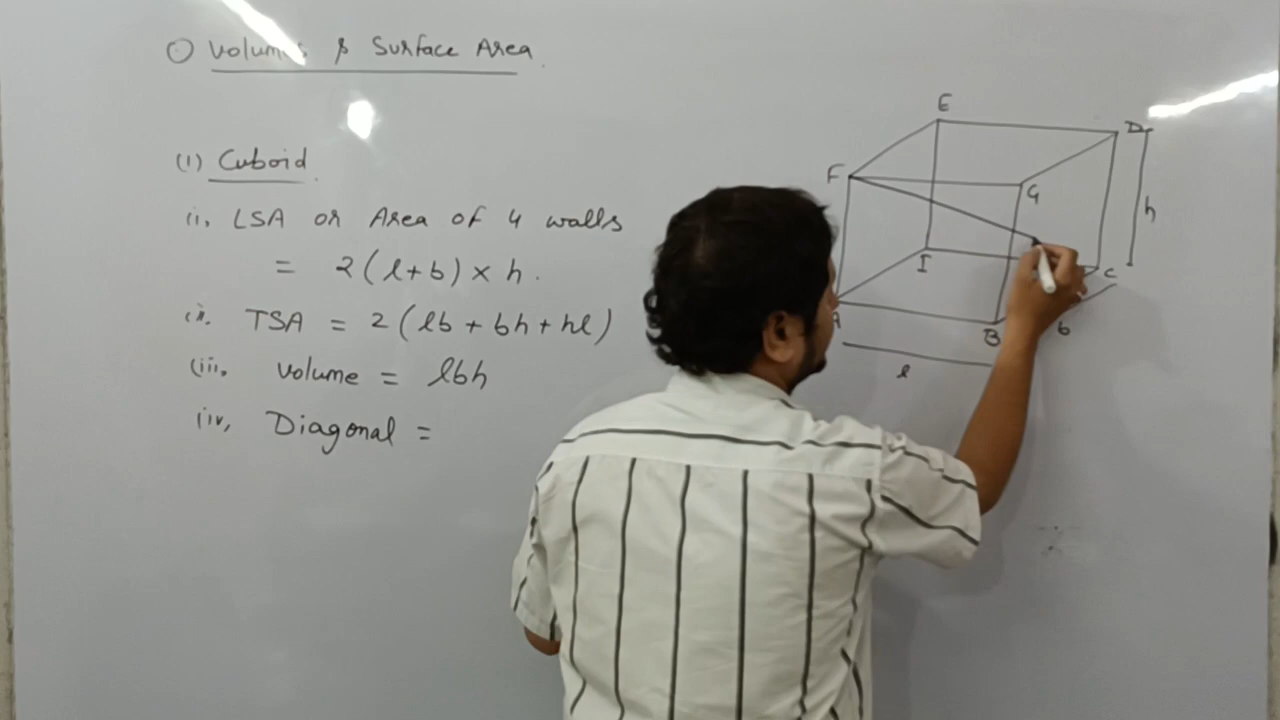 Volumes & Surface Area.
(1) Cuboid.
(i). LSA or Area of 4 walls
= 2(l+b) × h.
(ii). TSA = 2(lb + bh + hl)
(iii). volume = lbh
(iv). Diagonal =
E
D
F
G
h
I
C
A
B
b
l